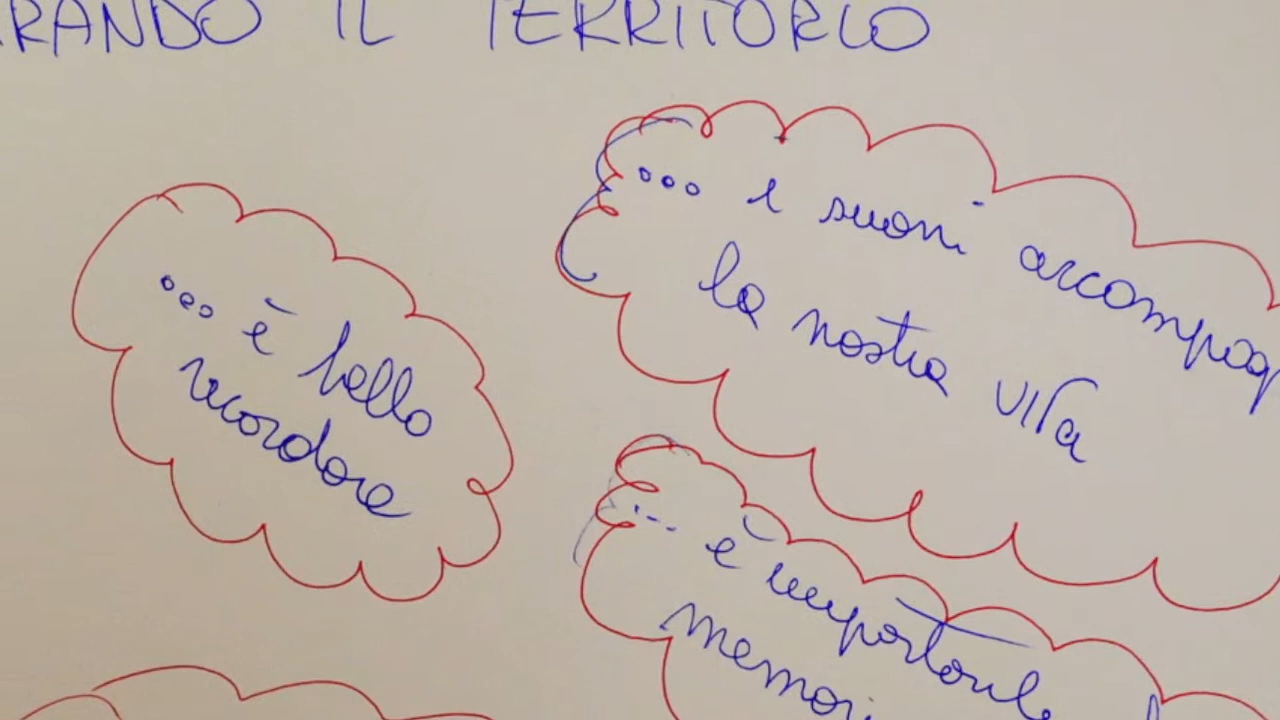 RANDO IL TERRITORIO
... è bello
ricordare
... i suoni accompag
la nostra vita
... è importante
memori